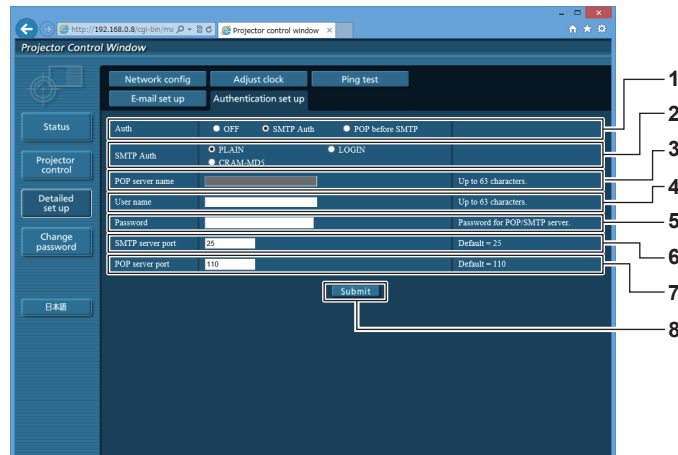 http://192.168.0.8/cgi-bin/mc
Projector control window
Projector Control Window
Network config Adjust clock Ping test
E-mail set up Authentication set up
Status
Projector control
Detailed set up
Change password
日本語
Auth OFF SMTP Auth POP before SMTP
SMTP Auth PLAIN LOGIN
CRAM-MD5
POP server name Up to 63 characters.
User name Up to 63 characters.
Password Password for POP/SMTP server.
SMTP server port 25 Default = 25
POP server port 110 Default = 110
Submit
1
2
3
4
5
6
7
8